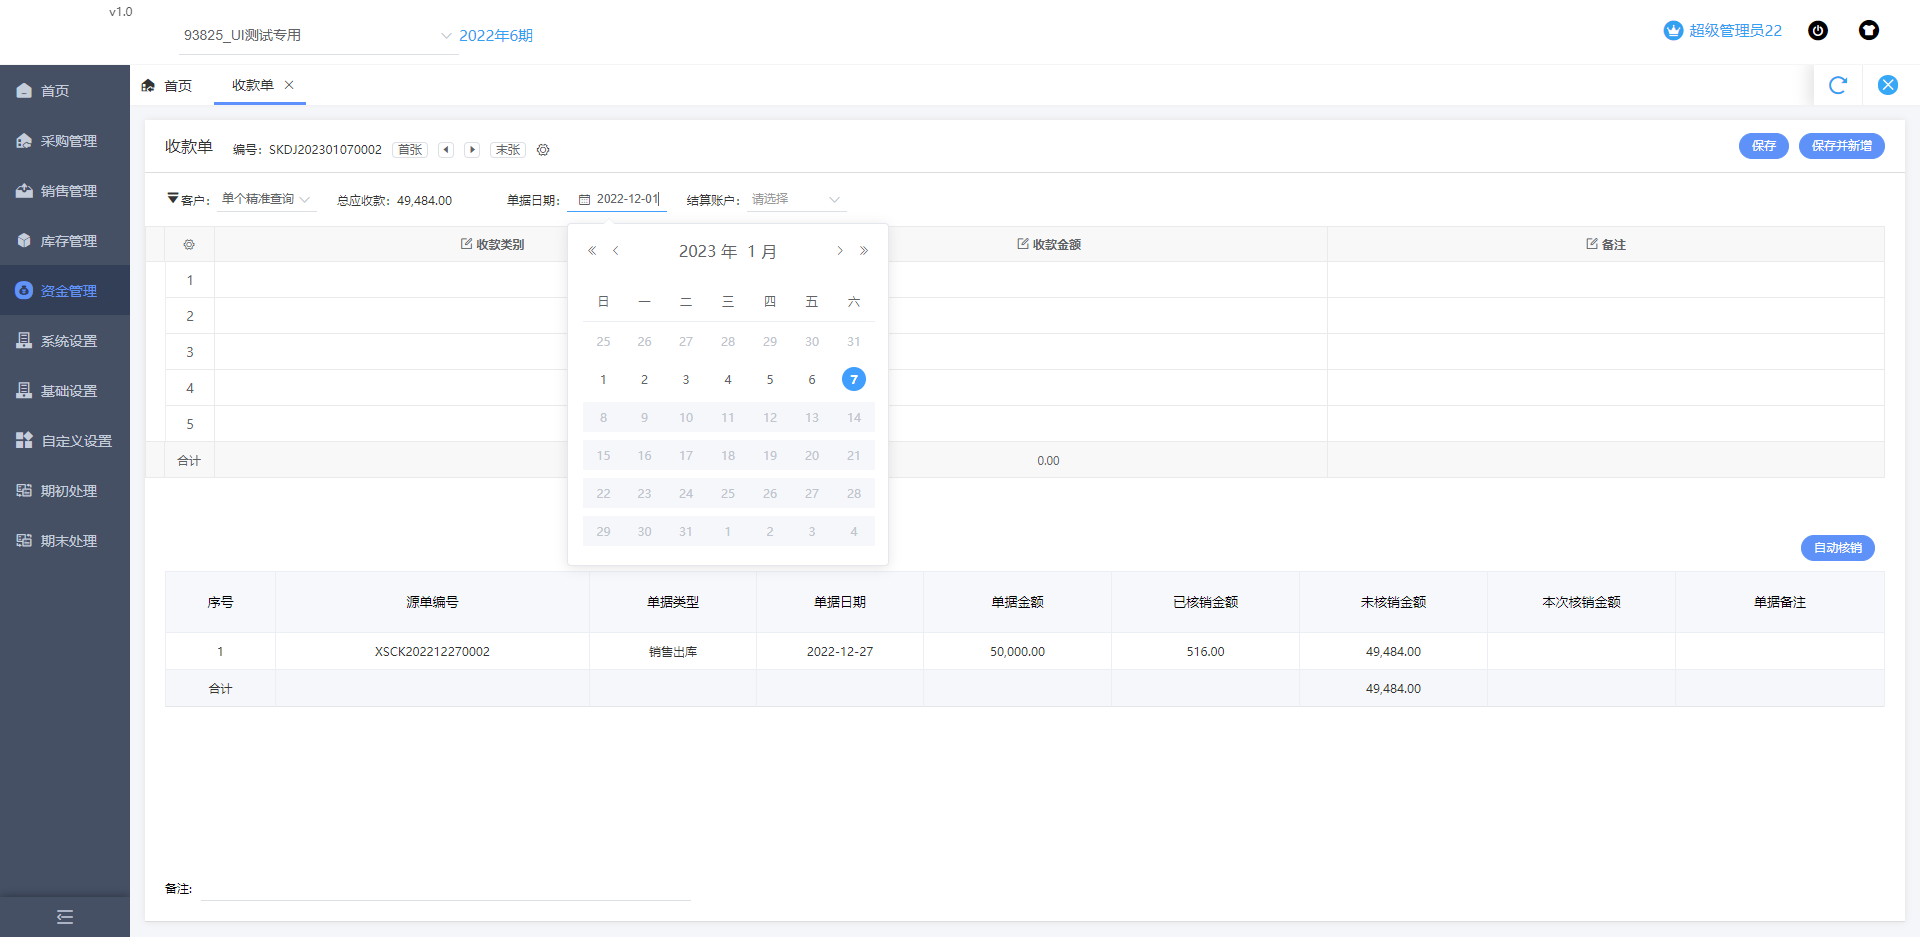 v1.0
93825_UI测试专用 2022年6期 超级管理员22
首页
采购管理
销售管理
库存管理
资金管理
系统设置
基础设置
自定义设置
期初处理
期末处理
首页 收款单
收款单 编号: SKDJ202301070002 首张 末张 保存 保存并新增
客户: 单个精准查询 总应收款: 49,484.00 单据日期: 2022-12-01 结算账户: 请选择
收款类别 收款金额 备注
1
2
3
4
5
合计 0.00
2023 年 1 月
日 一 二 三 四 五 六
25 26 27 28 29 30 31
1 2 3 4 5 6 7
8 9 10 11 12 13 14
15 16 17 18 19 20 21
22 23 24 25 26 27 28
29 30 31 1 2 3 4
自动核销
序号 源单编号 单据类型 单据日期 单据金额 已核销金额 未核销金额 本次核销金额 单据备注
1 XSCK202212270002 销售出库 2022-12-27 50,000.00 516.00 49,484.00
合计 49,484.00
备注: